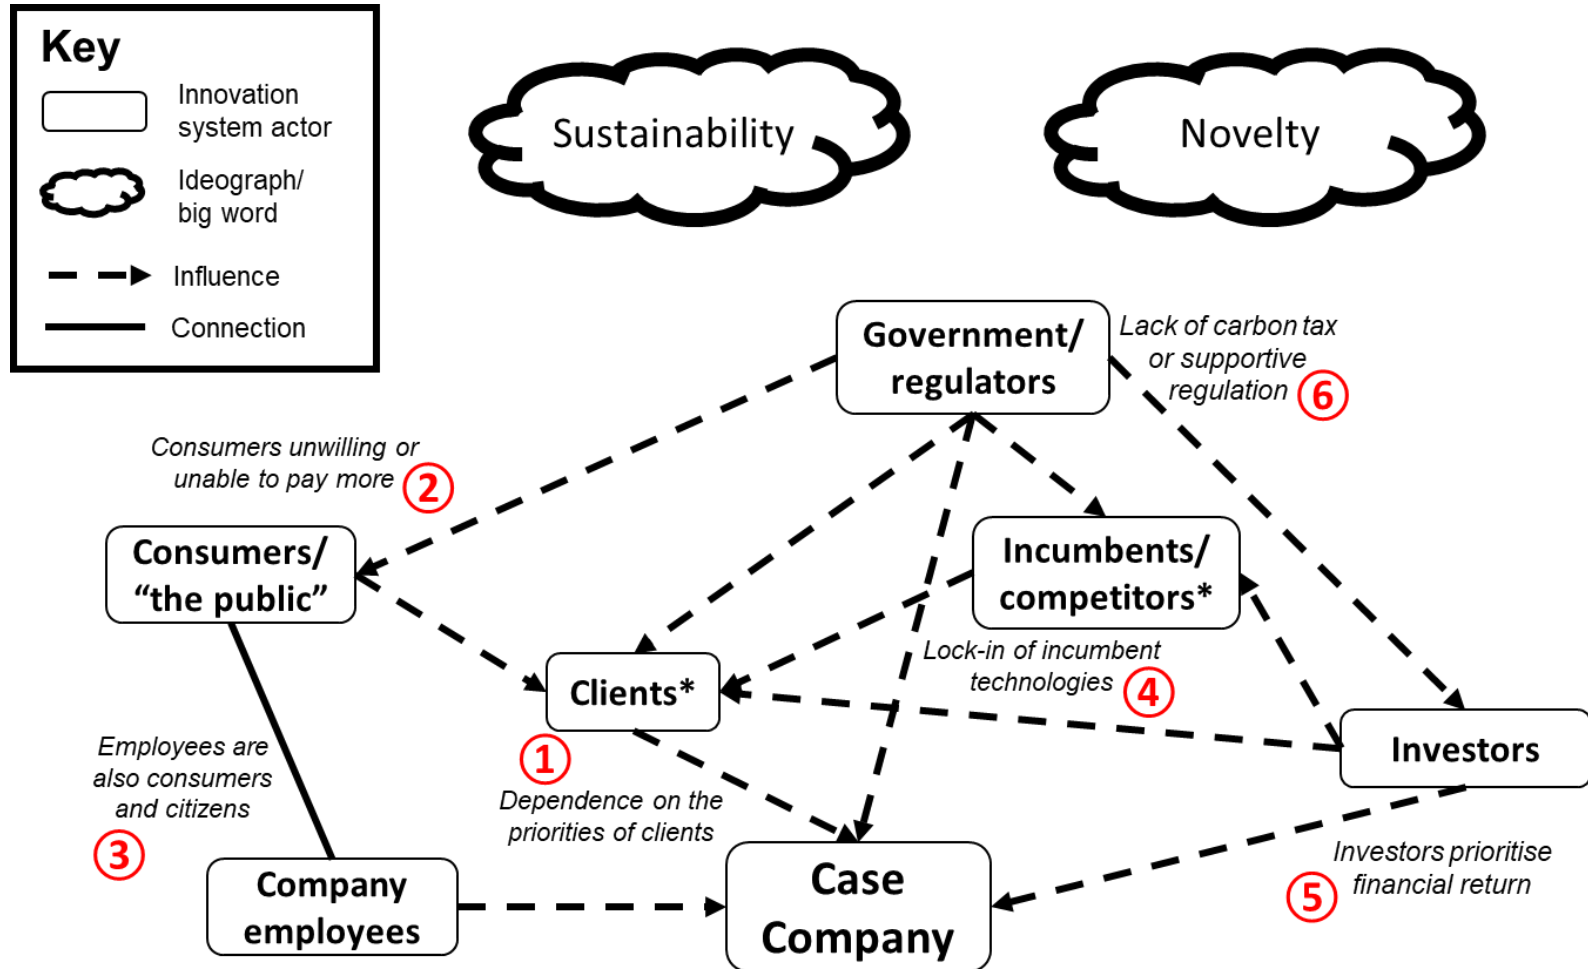 Key
Innovation
system actor
Ideograph/
big word
Influence
Connection
Sustainability
Novelty
Government/
regulators
Lack of carbon tax
or supportive
regulation
6
Consumers unwilling or
unable to pay more
2
Consumers/
“the public”
Incumbents/
competitors*
Lock-in of incumbent
technologies
4
Clients*
1
Dependence on the
priorities of clients
Investors
Employees are
also consumers
and citizens
3
Company
employees
Case
Company
Investors prioritise
financial return
5